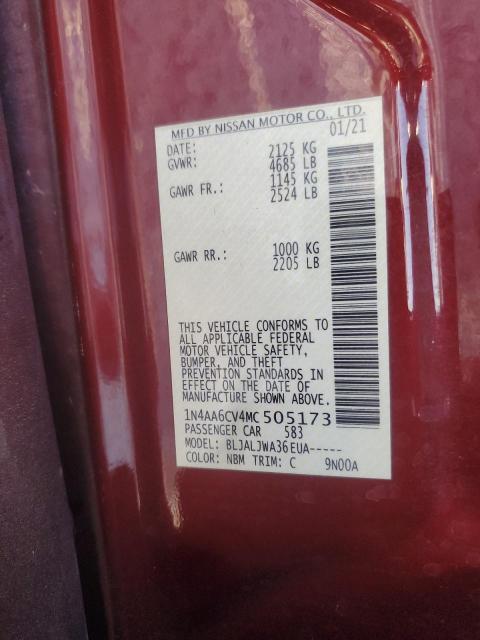 MFD BY NISSAN MOTOR CO., LTD.
DATE: 01/21
GVWR: 2125 KG
4685 LB
GAWR FR.: 1145 KG
2524 LB
GAWR RR.: 1000 KG
2205 LB
THIS VEHICLE CONFORMS TO
ALL APPLICABLE FEDERAL
MOTOR VEHICLE SAFETY,
BUMPER, AND THEFT
PREVENTION STANDARDS IN
EFFECT ON THE DATE OF
MANUFACTURE SHOWN ABOVE.
1N4AA6CV4MC505173
PASSENGER CAR 583
MODEL: BLJALJWA36EUA-----
COLOR: NBM TRIM: C 9N00A